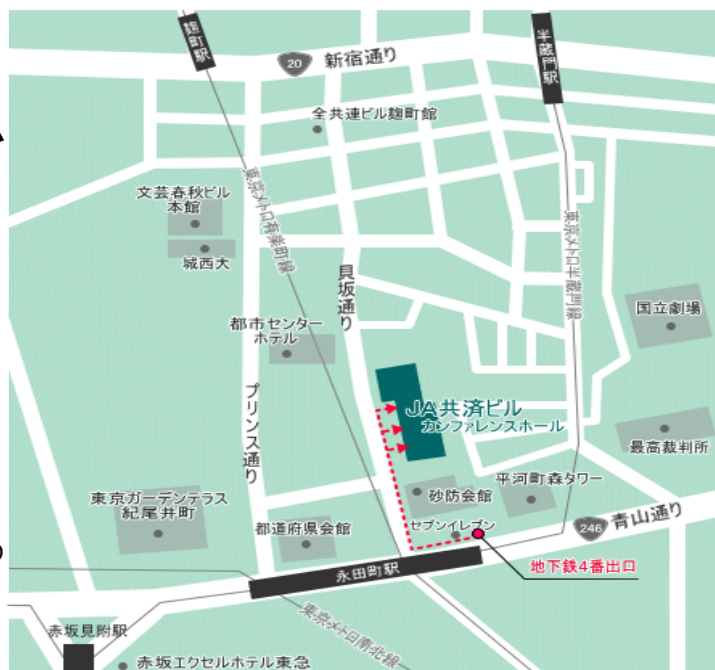 麹町駅
20
新宿通り
半蔵門駅
全共連ビル麹町館
東京メトロ有楽町線
文芸春秋ビル
本館
城西大
東京メトロ半蔵門線
貝坂通り
国立劇場
都市センター
ホテル
プリンス通り
JA共済ビル
カンファレンスホール
最高裁判所
平河町森タワー
砂防会館
東京ガーデンテラス
紀尾井町
都道府県会館
セブンイレブン
246
青山通り
地下鉄4番出口
永田町駅
東京メトロ南北線
赤坂見附駅
赤坂エクセルホテル東急